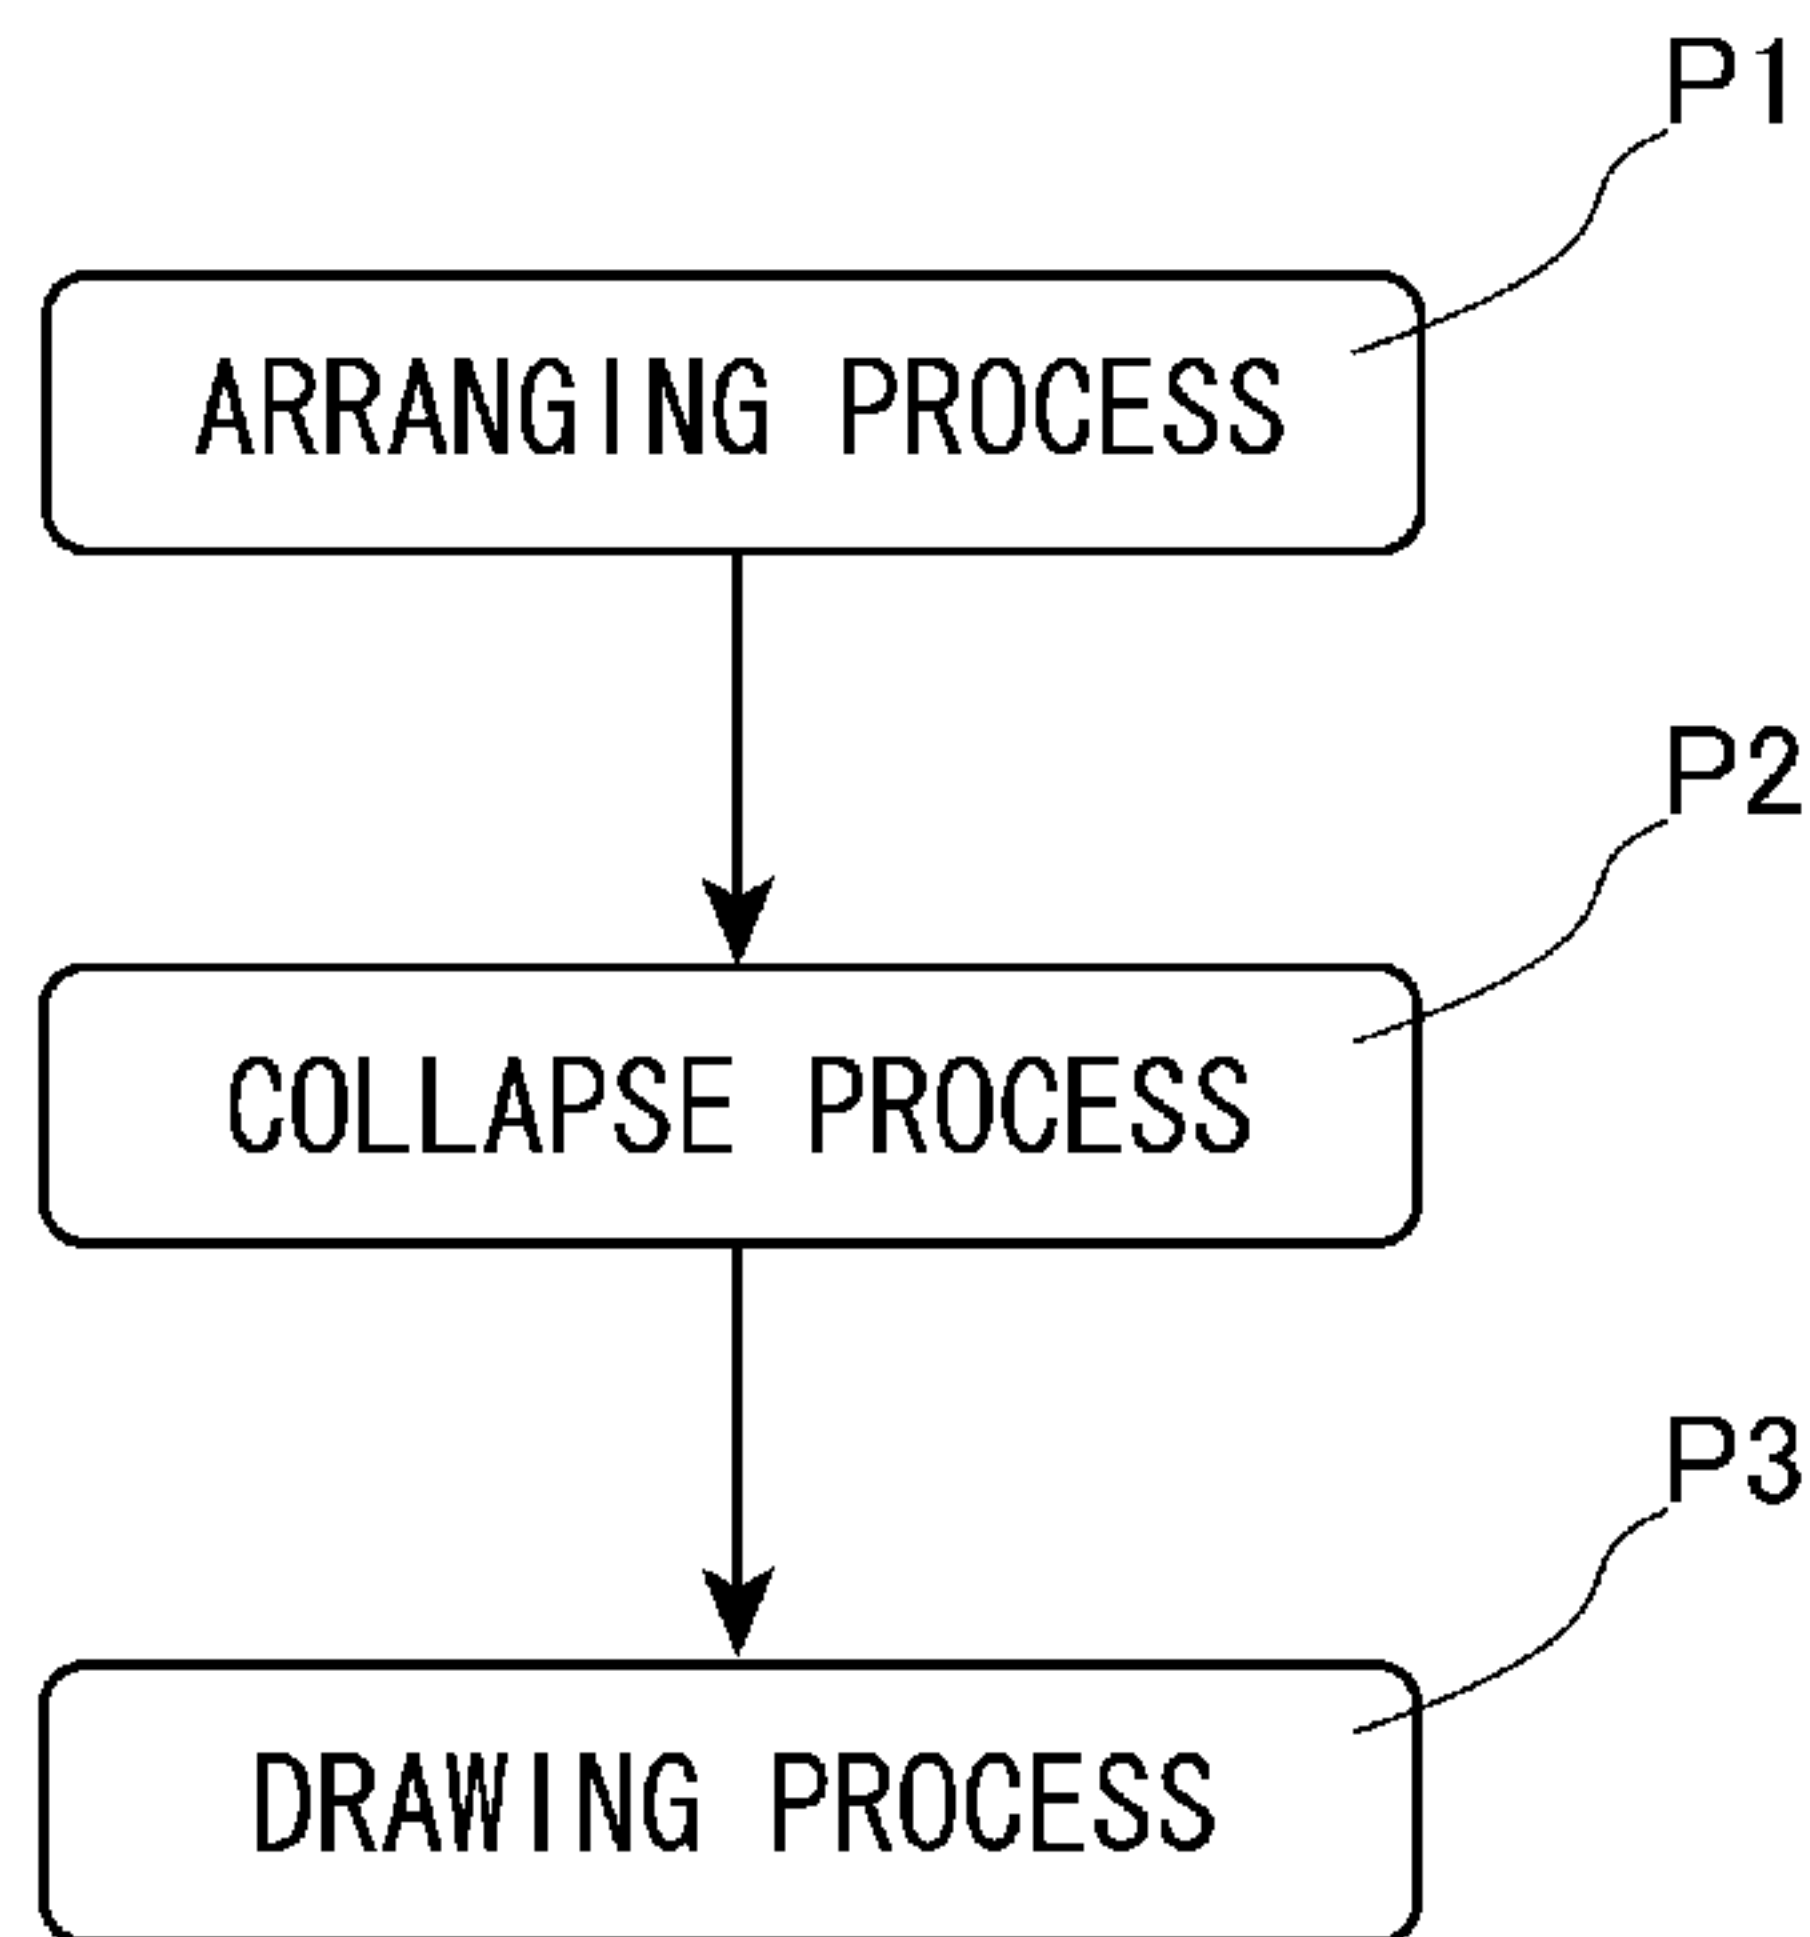 P1
ARRANGING PROCESS
P2
COLLAPSE PROCESS
P3
DRAWING PROCESS